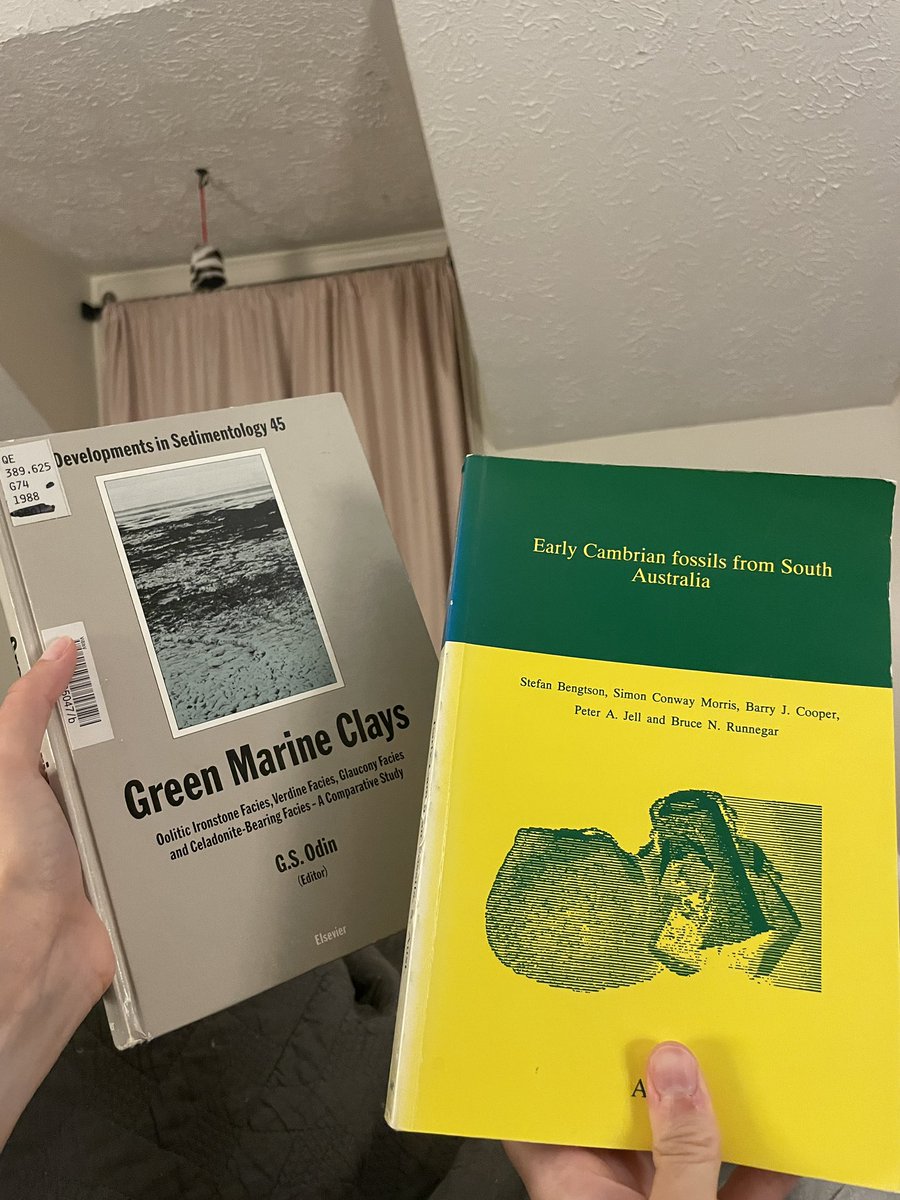 QE
389.625
G74
1988
Developments in Sedimentology 45
Green Marine Clays
Oolitic Ironstone Facies, Verdine Facies, Glaucony Facies
and Celadonite-Bearing Facies – A Comparative Study
G.S. Odin
(Editor)
Elsevier
Early Cambrian fossils from South
Australia
Stefan Bengtson, Simon Conway Morris, Barry J. Cooper,
Peter A. Jell and Bruce N. Runnegar